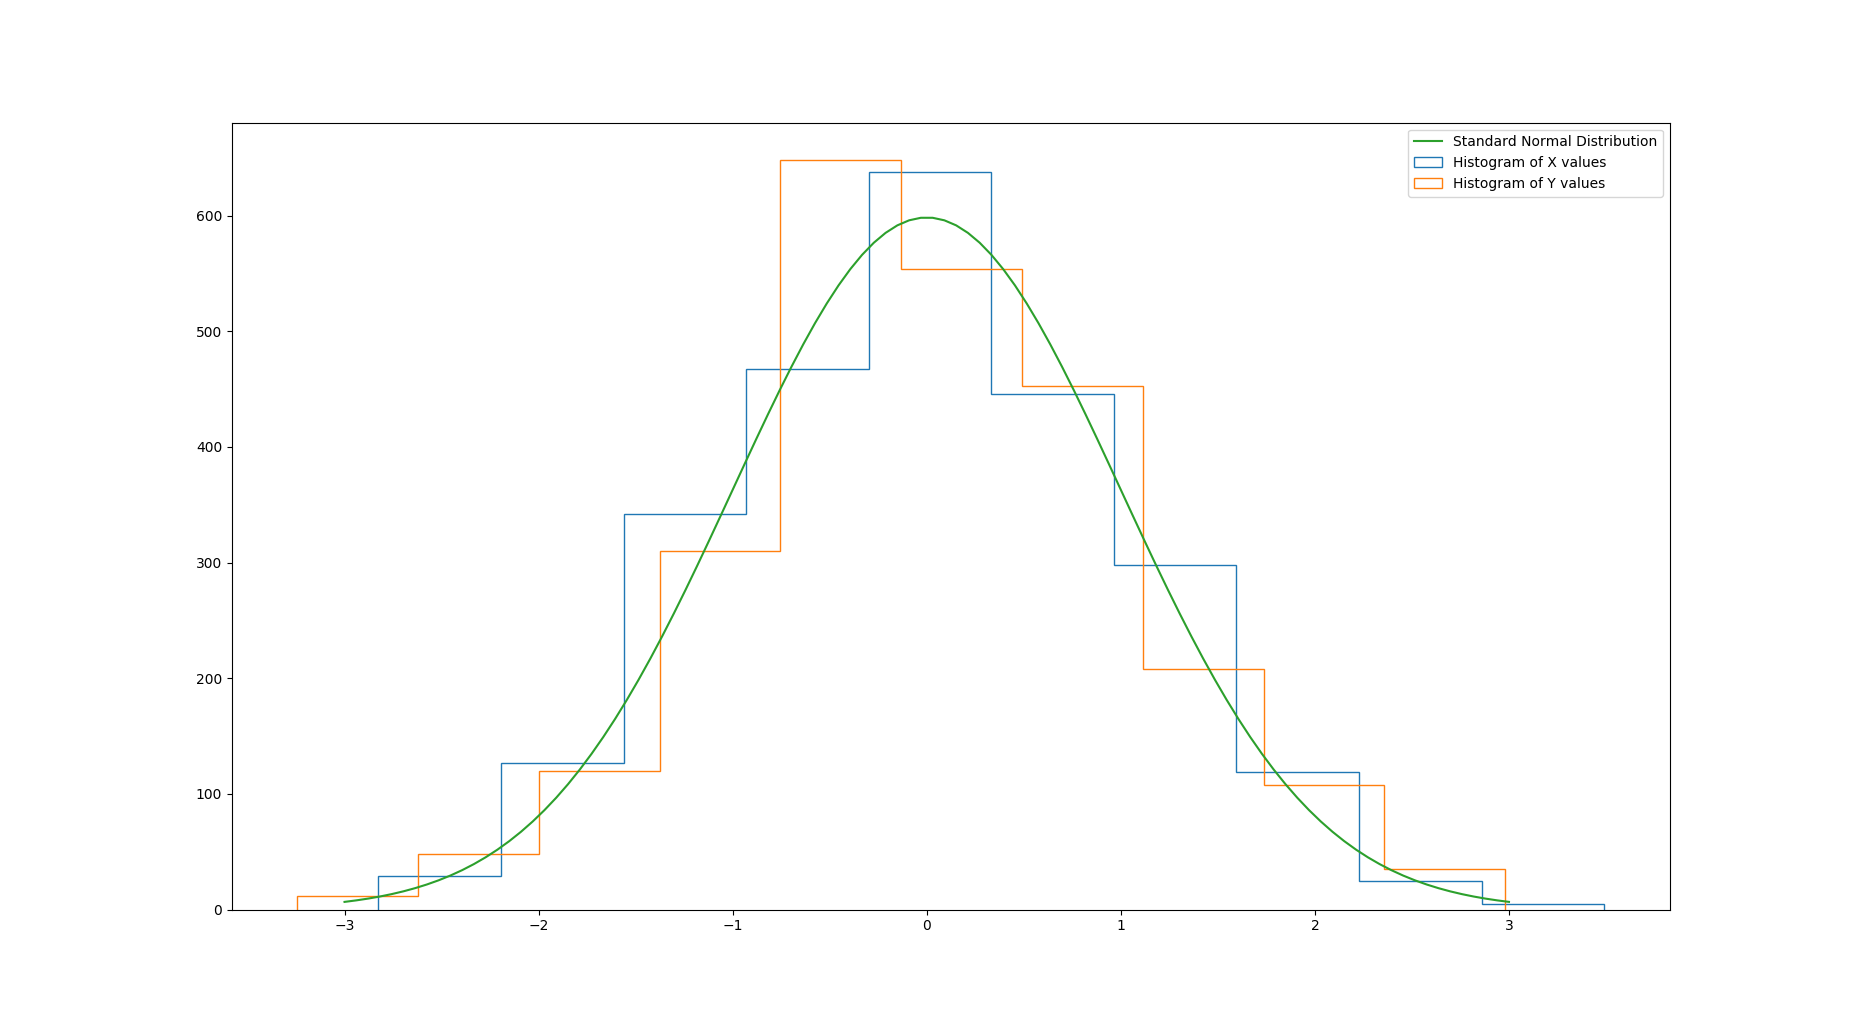 Standard Normal Distribution
Histogram of X values
Histogram of Y values
600
500
400
300
200
100
0
−3 −2 −1 0 1 2 3